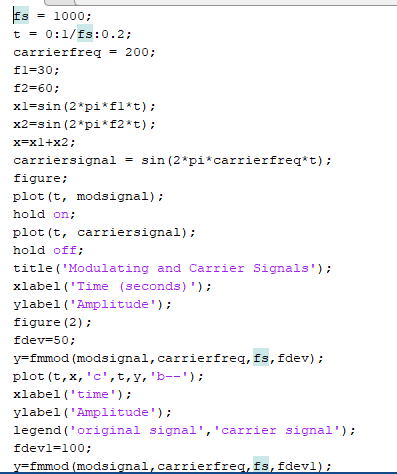 fs = 1000;
t = 0:1/fs:0.2;
carrierfreq = 200;
f1=30;
f2=60;
x1=sin(2*pi*f1*t);
x2=sin(2*pi*f2*t);
x=x1+x2;
carriersignal = sin(2*pi*carrierfreq*t);
figure;
plot(t, modsignal);
hold on;
plot(t, carriersignal);
hold off;
title('Modulating and Carrier Signals');
xlabel('Time (seconds)');
ylabel('Amplitude');
figure(2);
fdev=50;
y=fmmod(modsignal,carrierfreq,fs,fdev);
plot(t,x,'c',t,y,'b--');
xlabel('time');
ylabel('Amplitude');
legend('original signal','carrier signal');
fdev1=100;
y=fmmod(modsignal,carrierfreq,fs,fdev1);